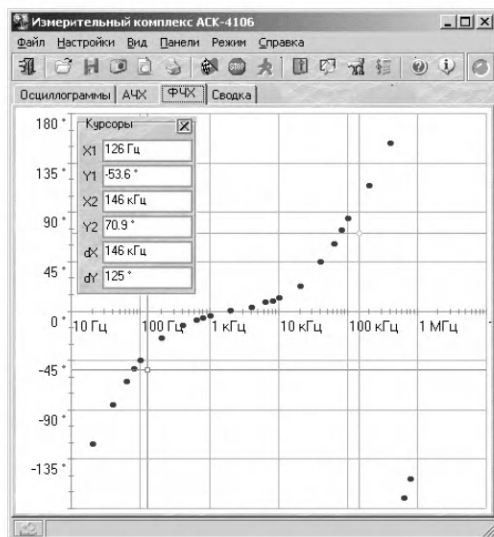 Измерительный комплекс АСК-4106
Файл Настройки Вид Панели Режим Справка
Осциллограммы АЧХ ФЧХ Сводка
180 °
135 °
90 °
45 °
0 °
-45 °
-90 °
-135 °
Курсоры
X1 126 Гц
Y1 -53.6 °
X2 146 кГц
Y2 70.9 °
dX 146 кГц
dY 125 °
10 Гц 100 Гц 1 кГц 10 кГц 100 кГц 1 МГц